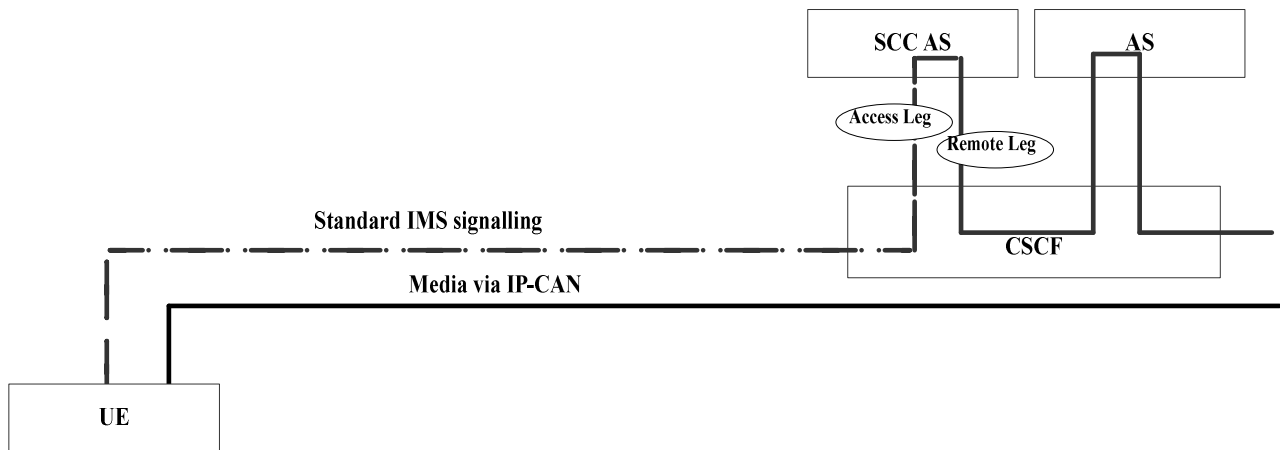 SCC AS
AS
Access Leg
Remote Leg
Standard IMS signalling
CSCF
Media via IP-CAN
UE